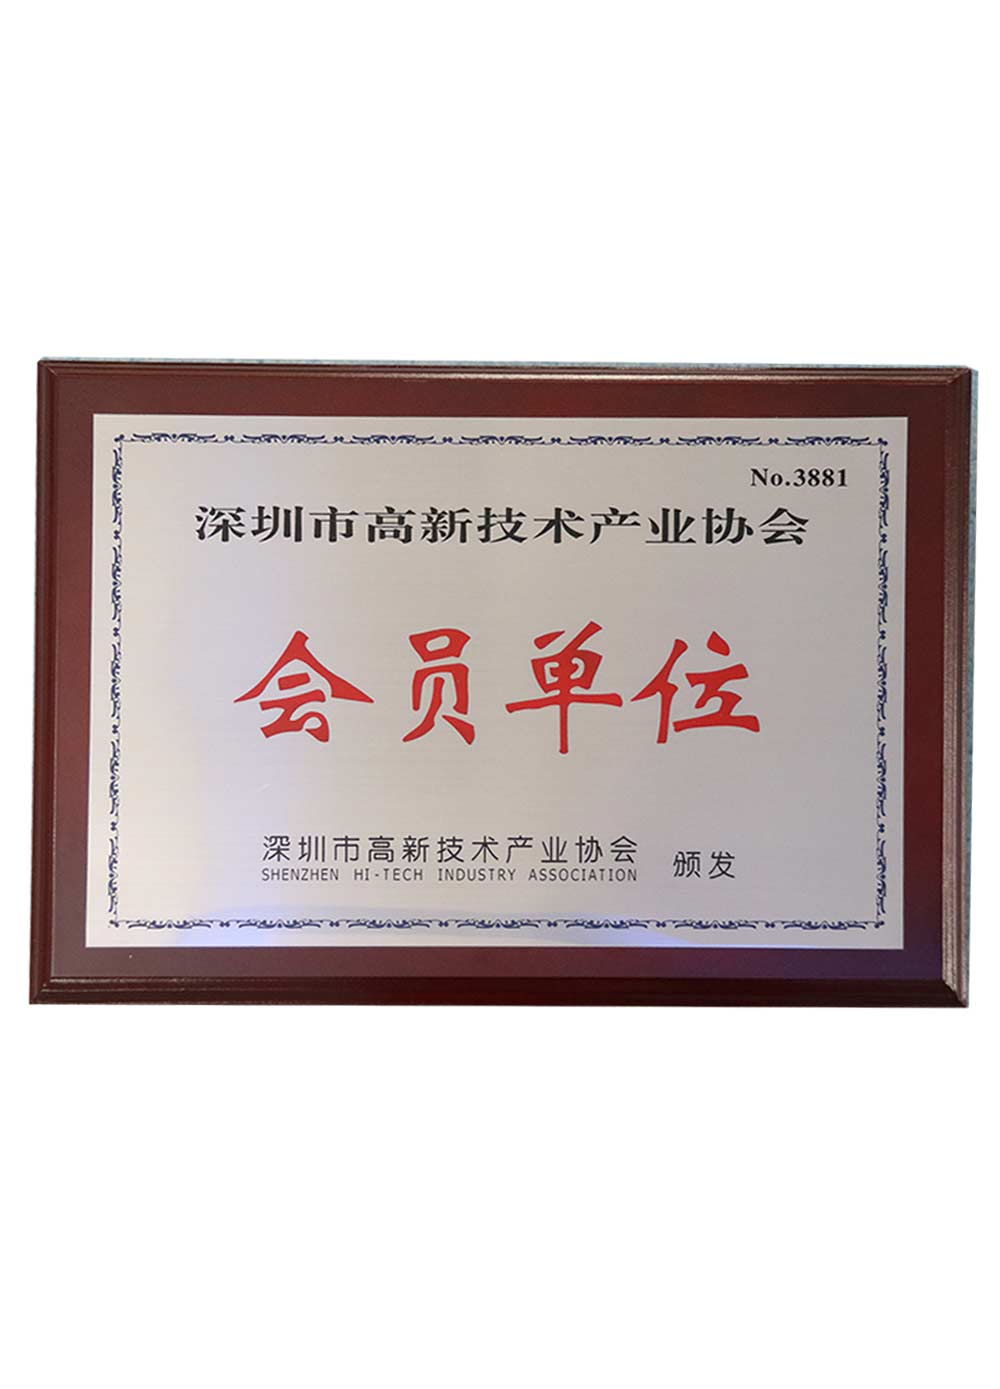 No.3881
深圳市高新技术产业协会
会员单位
深圳市高新技术产业协会 颁发
SHENZHEN HI-TECH INDUSTRY ASSOCIATION